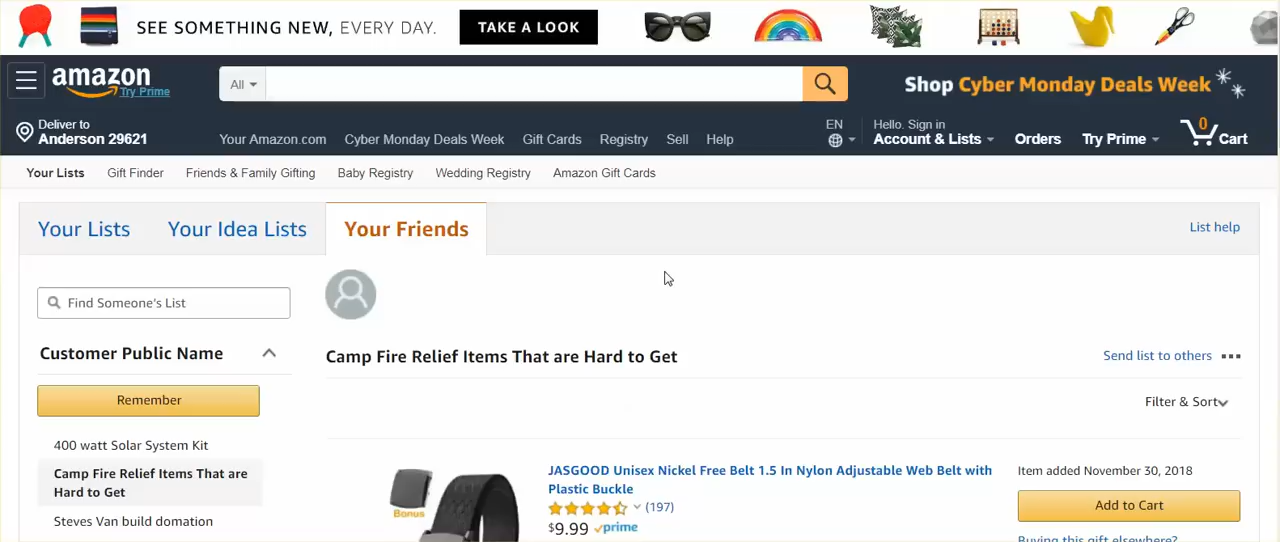 SEE SOMETHING NEW, EVERY DAY. TAKE A LOOK
amazon
Try Prime
All
Shop Cyber Monday Deals Week
Deliver to
Anderson 29621
Your Amazon.com Cyber Monday Deals Week Gift Cards Registry Sell Help
EN
Hello. Sign in
Account & Lists
Orders
Try Prime
0
Cart
Your Lists Gift Finder Friends & Family Gifting Baby Registry Wedding Registry Amazon Gift Cards
Your Lists Your Idea Lists Your Friends List help
Find Someone's List
Customer Public Name
Remember
400 watt Solar System Kit
Camp Fire Relief Items That are
Hard to Get
Steves Van build domation
Camp Fire Relief Items That are Hard to Get
Send list to others
Filter & Sort
Bonus
JASGOOD Unisex Nickel Free Belt 1.5 In Nylon Adjustable Web Belt with
Plastic Buckle
(197)
$9.99 prime
Item added November 30, 2018
Add to Cart
Buying this gift elsewhere?